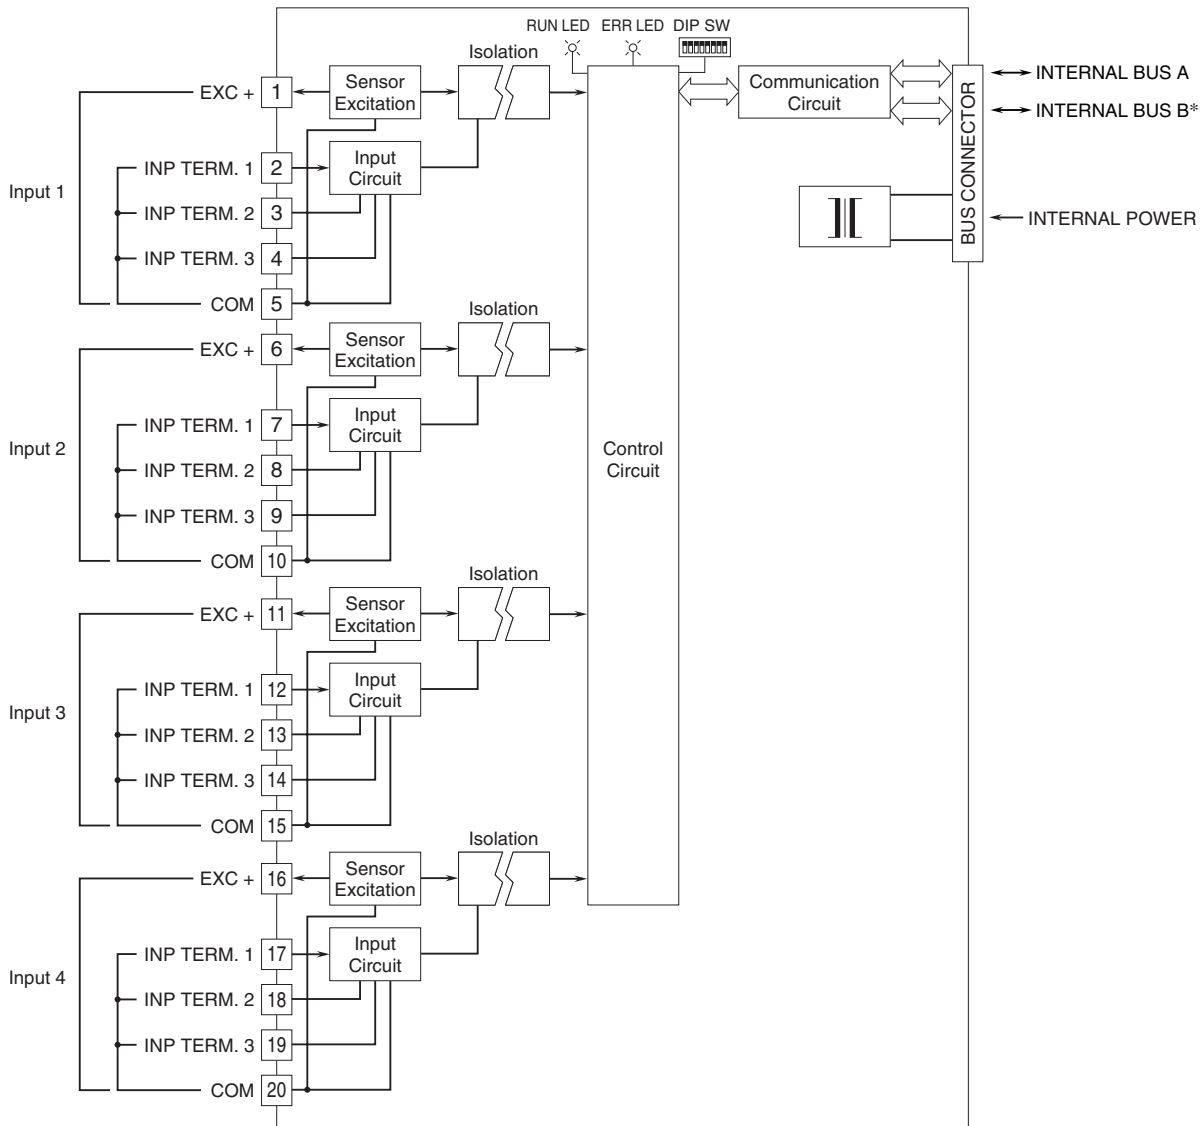 RUN LED ERR LED DIP SW
Isolation
EXC + 1
Sensor
Excitation
Communication
Circuit
BUS CONNECTOR
INTERNAL BUS A
INTERNAL BUS B*
INTERNAL POWER
Input 1
INP TERM. 1 2
Input
Circuit
INP TERM. 2 3
INP TERM. 3 4
COM 5
Isolation
EXC + 6
Sensor
Excitation
Input 2
INP TERM. 1 7
Input
Circuit
INP TERM. 2 8
INP TERM. 3 9
COM 10
Control
Circuit
Isolation
EXC + 11
Sensor
Excitation
Input 3
INP TERM. 1 12
Input
Circuit
INP TERM. 2 13
INP TERM. 3 14
COM 15
Isolation
EXC + 16
Sensor
Excitation
Input 4
INP TERM. 1 17
Input
Circuit
INP TERM. 2 18
INP TERM. 3 19
COM 20